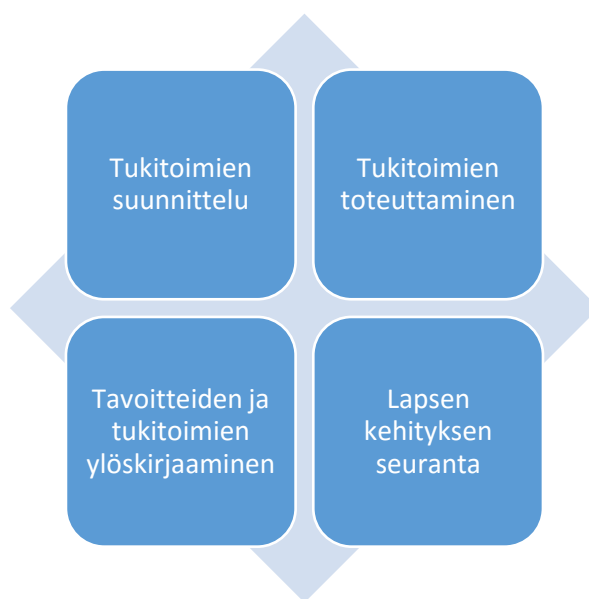 Tukitoimien
suunnittelu
Tukitoimien
toteuttaminen
Tavoitteiden ja
tukitoimien
ylöskirjaaminen
Lapsen
kehityksen
seuranta